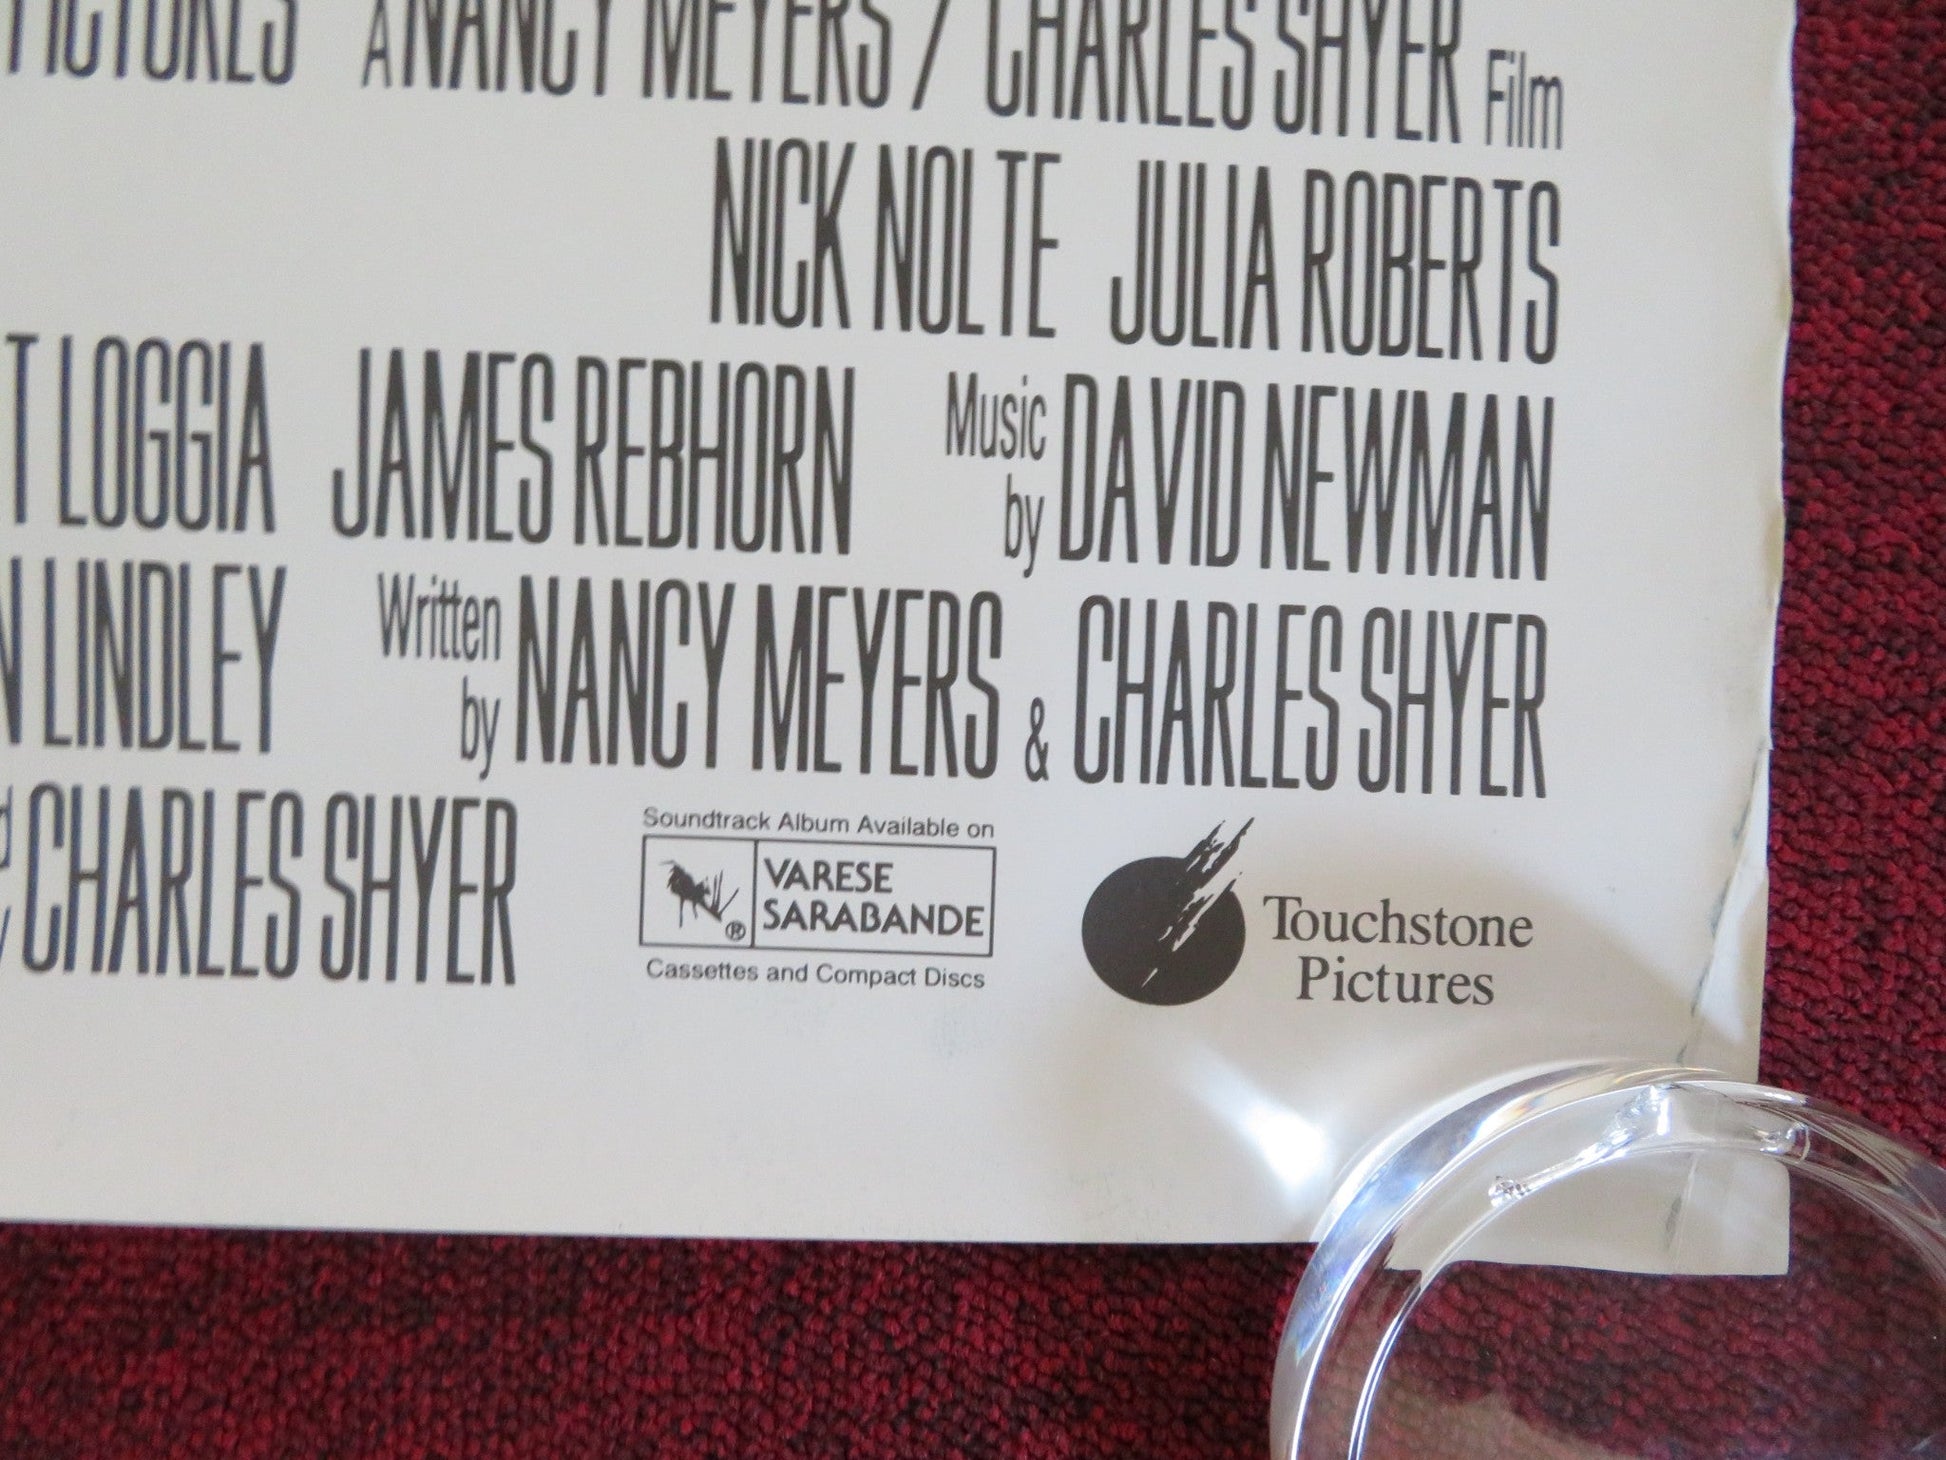 PICTURES A NANCY MEYERS / CHARLES SHYER Film
NICK NOLTE JULIA ROBERTS
T LOGGIA JAMES REBHORN Music by DAVID NEWMAN
N LINDLEY Written by NANCY MEYERS & CHARLES SHYER
CHARLES SHYER
Soundtrack Album Available on
VARESE
SARABANDE
®
Cassettes and Compact Discs
Touchstone
Pictures